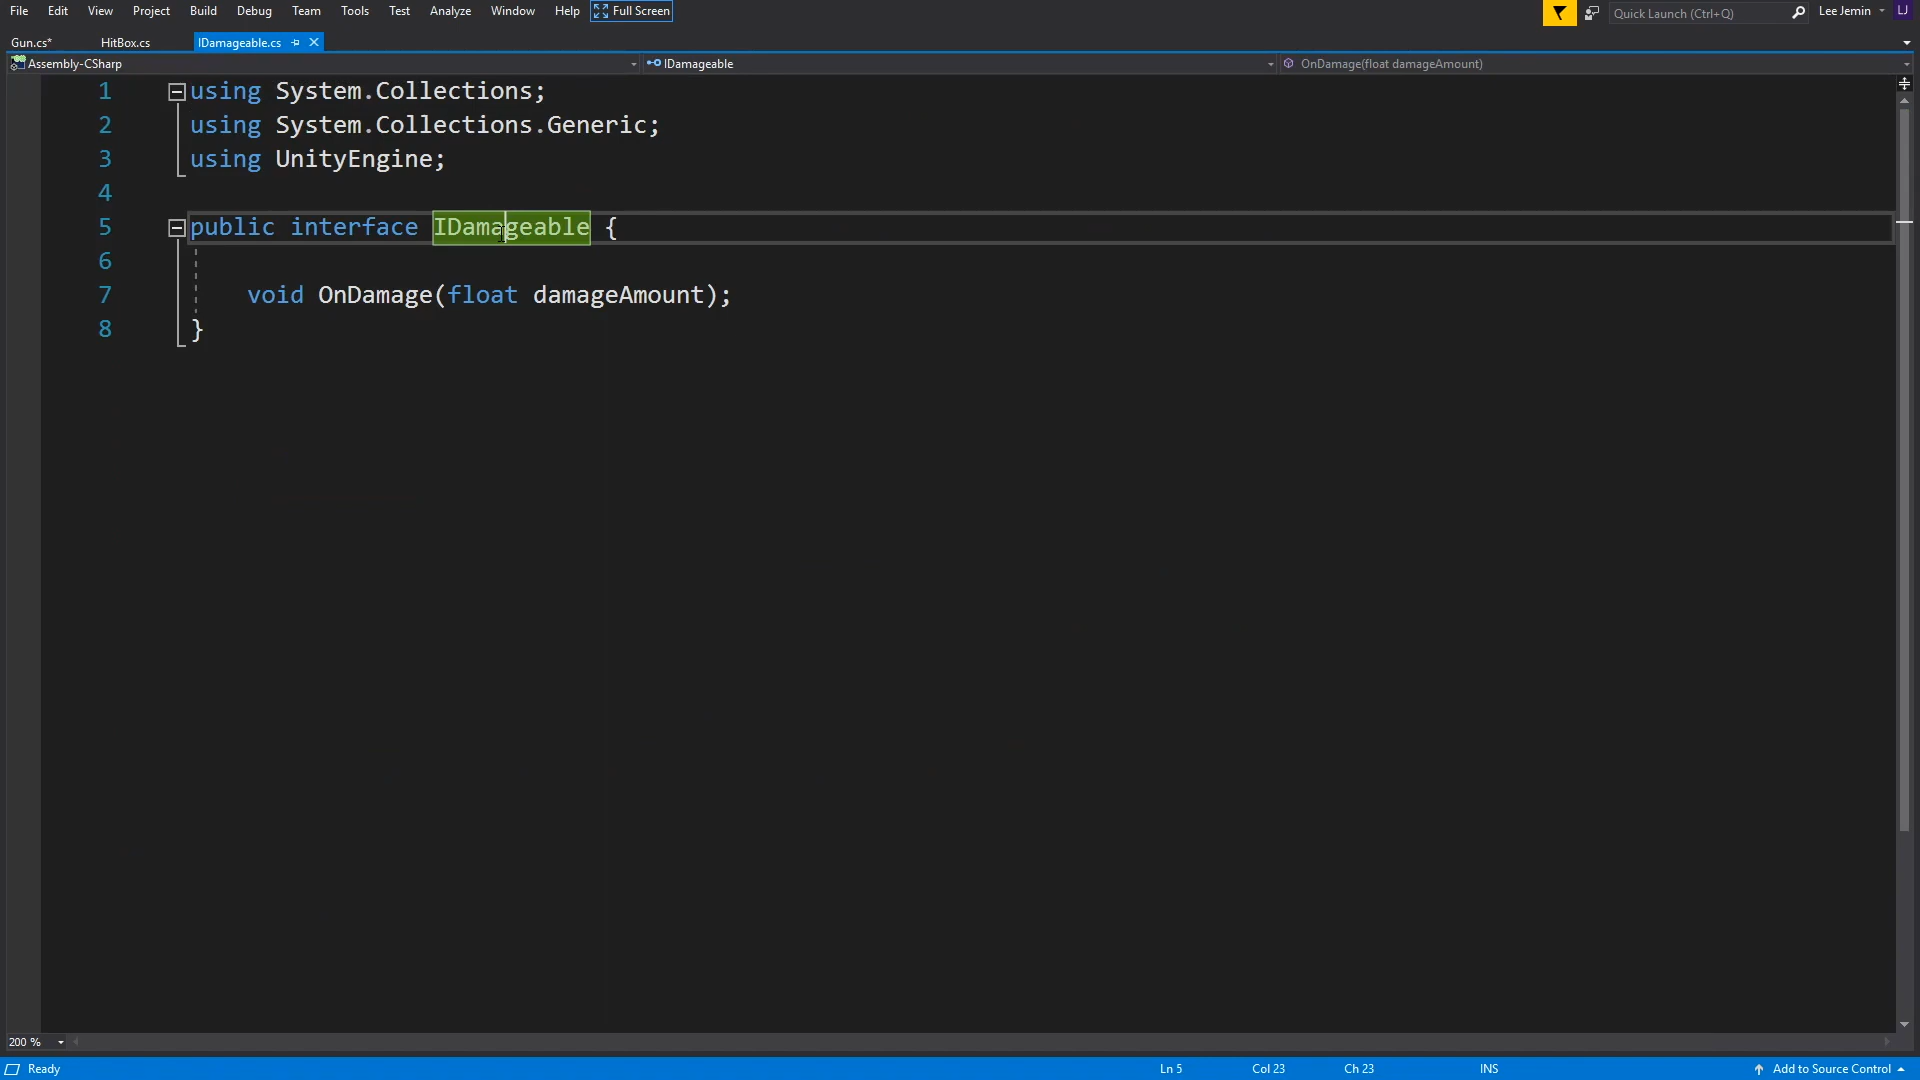 File Edit View Project Build Debug Team Tools Test Analyze Window Help Full Screen Quick Launch (Ctrl+Q) Lee Jemin LJ
Gun.cs* HitBox.cs IDamageable.cs
Assembly-CSharp IDamageable OnDamage(float damageAmount)
1 using System.Collections;
2 using System.Collections.Generic;
3 using UnityEngine;
4
5 public interface IDamageable {
6
7 void OnDamage(float damageAmount);
8 }
200 %
Ready Ln 5 Col 23 Ch 23 INS Add to Source Control